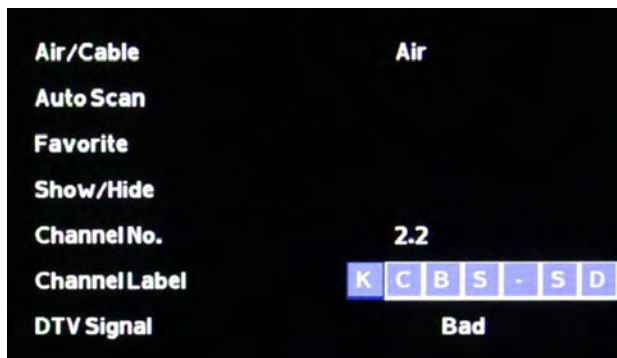 Air/Cable Air
Auto Scan
Favorite
Show/Hide
Channel No. 2.2
Channel Label KCBS-SD
DTV Signal Bad